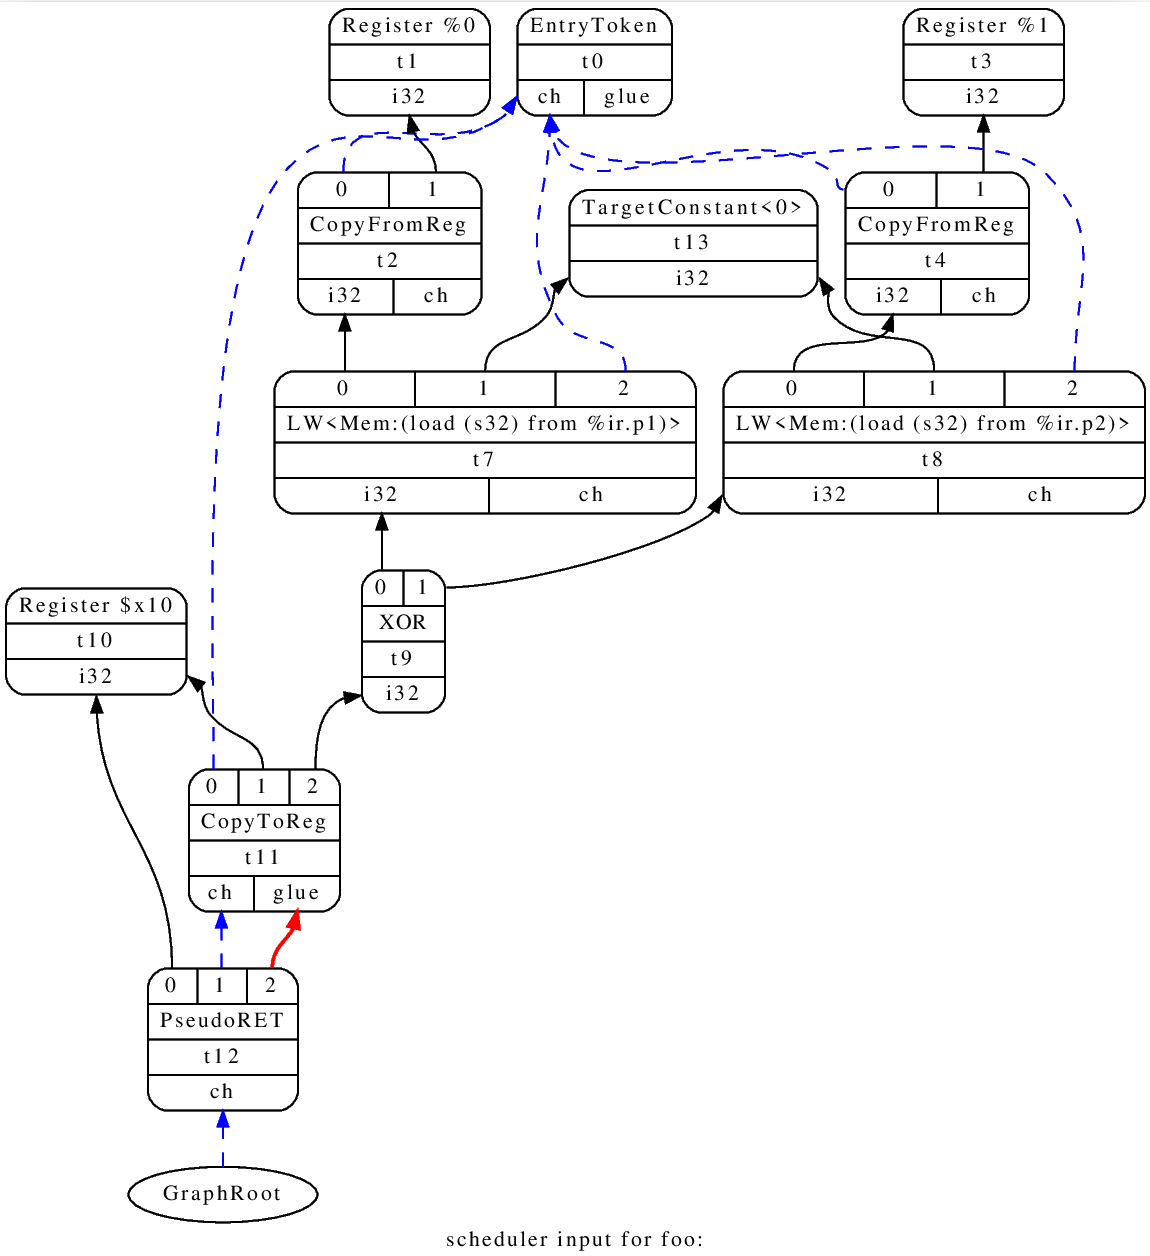 Register %0
t1
i32
EntryToken
t0
ch glue
Register %1
t3
i32
0 1
CopyFromReg
t2
i32 ch
TargetConstant<0>
t13
i32
0 1
CopyFromReg
t4
i32 ch
0 1 2
LW<Mem:(load (s32) from %ir.p1)>
t7
i32 ch
0 1 2
LW<Mem:(load (s32) from %ir.p2)>
t8
i32 ch
0 1
XOR
t9
i32
Register $x10
t10
i32
0 1 2
CopyToReg
t11
ch glue
0 1 2
PseudoRET
t12
ch
GraphRoot
scheduler input for foo: